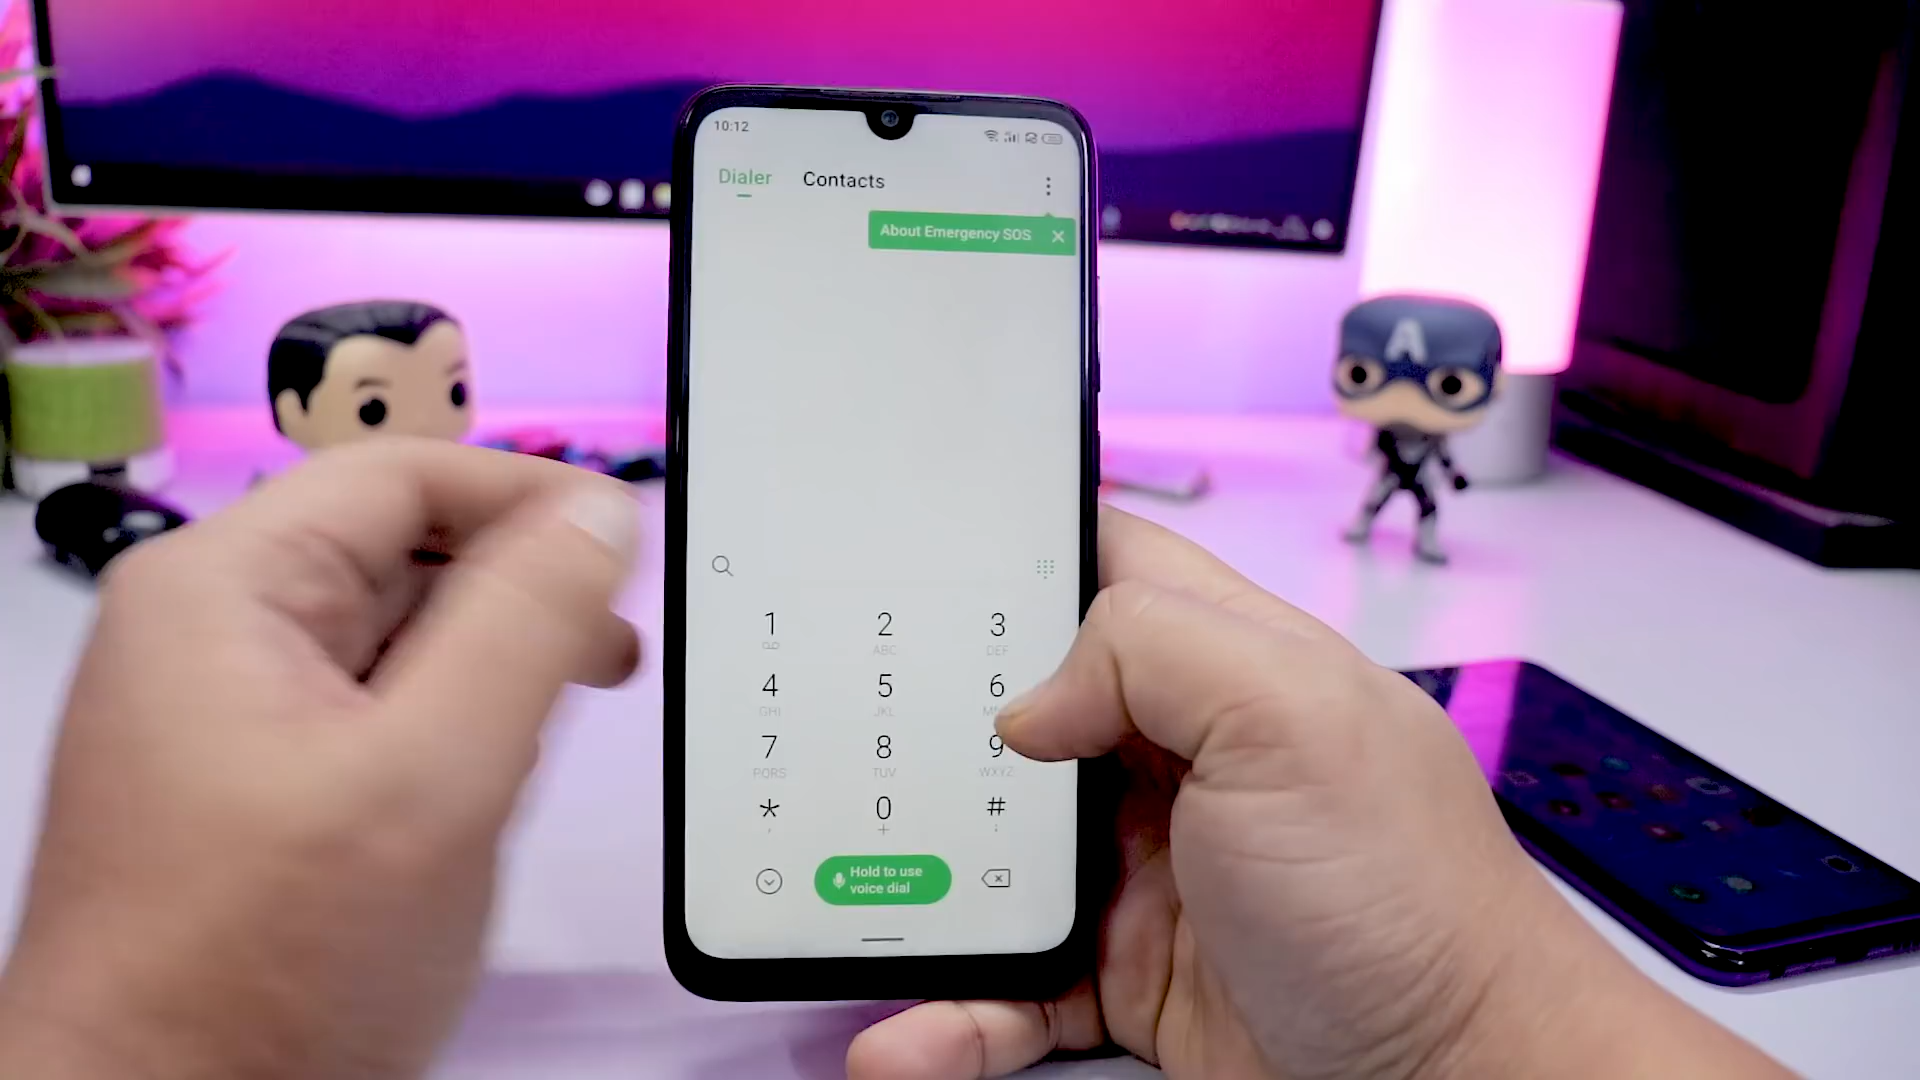 10:12
Dialer Contacts
About Emergency SOS
1 2 3
ABC DEF
4 5 6
GHI JKL
7 8 9
PQRS TUV WXYZ
* 0 #
, + ;
Hold to use
voice dial
A